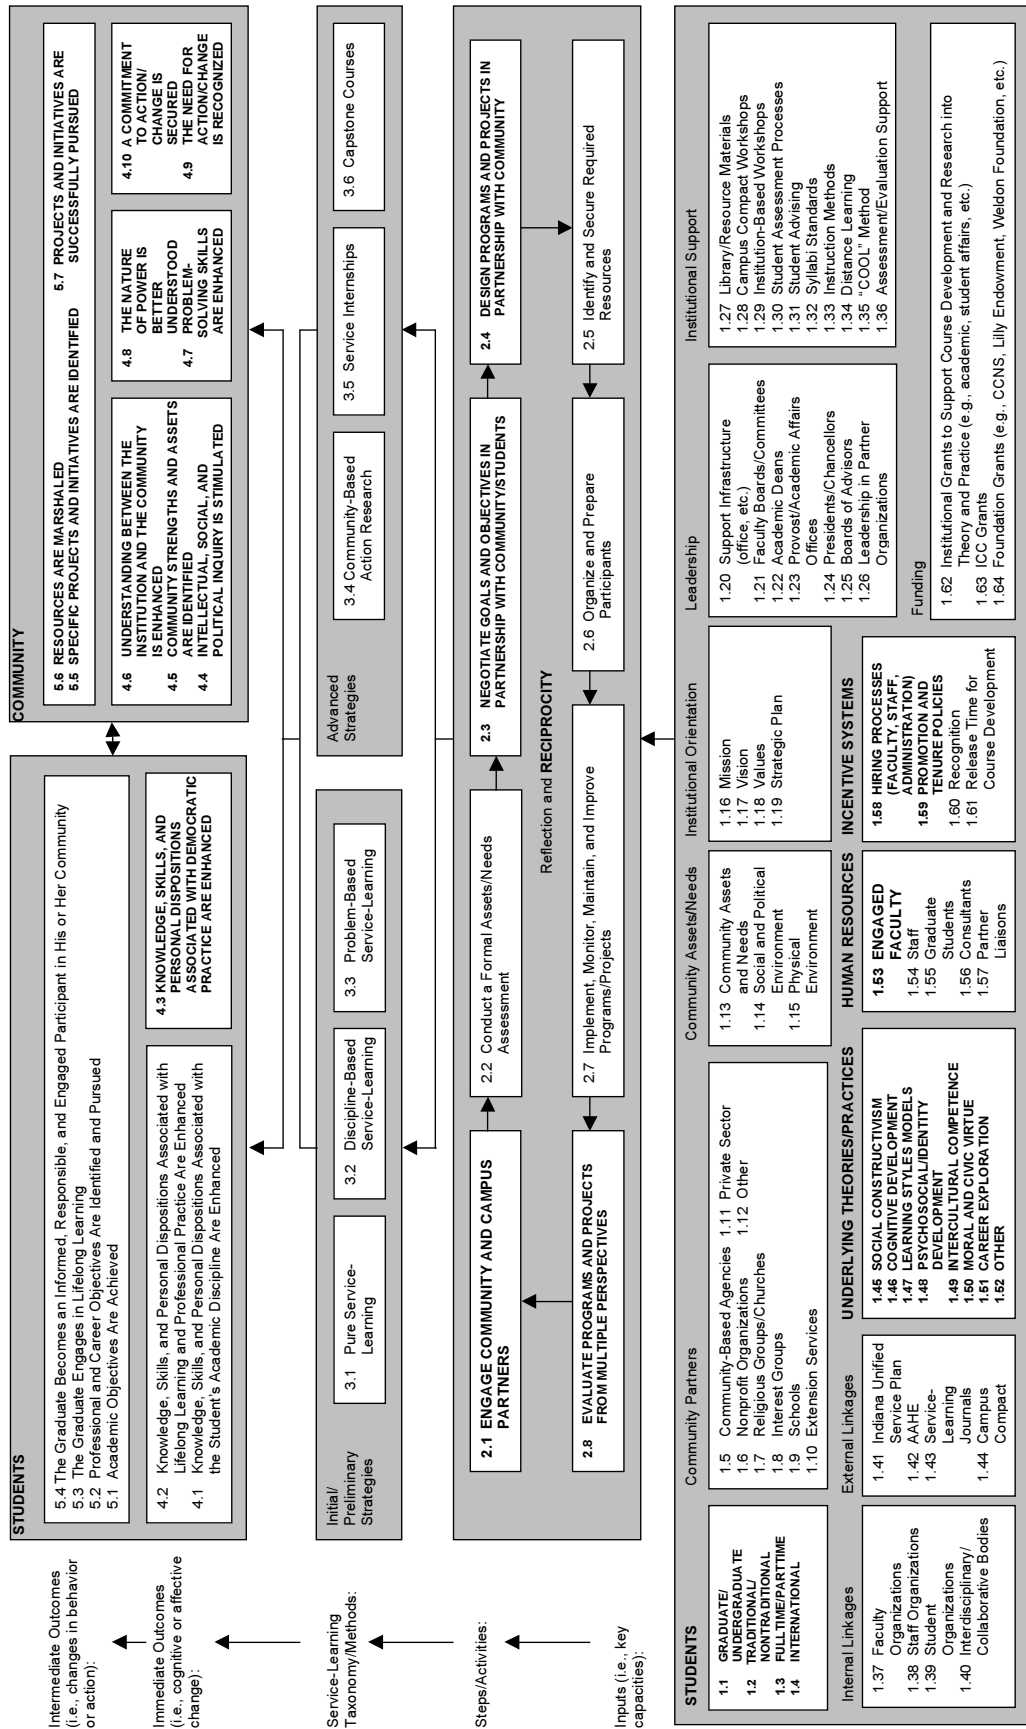 Intermediate Outcomes
(i.e., changes in behavior
or action):
Immediate Outcomes
(i.e., cognitive or affective
change):
Service-Learning
Taxonomy/Methods:
Steps/Activities:
Inputs (i.e., key
capacities):
STUDENTS
5.4 The Graduate Becomes an Informed, Responsible, and Engaged Participant in His or Her Community
5.3 The Graduate Engages in Lifelong Learning
5.2 Professional and Career Objectives Are Identified and Pursued
5.1 Academic Objectives Are Achieved
4.2 Knowledge, Skills, and Personal Dispositions Associated with
Lifelong Learning and Professional Practice Are Enhanced
4.1 Knowledge, Skills, and Personal Dispositions Associated with
the Student's Academic Discipline Are Enhanced
4.3 KNOWLEDGE, SKILLS, AND
PERSONAL DISPOSITIONS
ASSOCIATED WITH DEMOCRATIC
PRACTICE ARE ENHANCED
COMMUNITY
5.6 RESOURCES ARE MARSHALED
5.5 SPECIFIC PROJECTS AND INITIATIVES ARE IDENTIFIED
5.7 PROJECTS AND INITIATIVES ARE
SUCCESSFULLY PURSUED
4.6 UNDERSTANDING BETWEEN THE
INSTITUTION AND THE COMMUNITY
IS ENHANCED
4.5 COMMUNITY STRENGTHS AND ASSETS
ARE IDENTIFIED
4.4 INTELLECTUAL, SOCIAL, AND
POLITICAL INQUIRY IS STIMULATED
4.8 THE NATURE
OF POWER IS
BETTER
UNDERSTOOD
4.7 PROBLEM-
SOLVING SKILLS
ARE ENHANCED
4.10 A COMMITMENT
TO ACTION/
CHANGE IS
SECURED
4.9 THE NEED FOR
ACTION/CHANGE
IS RECOGNIZED
Initial/
Preliminary
Strategies
3.1 Pure Service-
Learning
3.2 Discipline-Based
Service-Learning
3.3 Problem-Based
Service-Learning
Advanced
Strategies
3.4 Community-Based
Action Research
3.5 Service Internships
3.6 Capstone Courses
2.1 ENGAGE COMMUNITY AND CAMPUS
PARTNERS
2.2 Conduct a Formal Assets/Needs
Assessment
2.3 NEGOTIATE GOALS AND OBJECTIVES IN
PARTNERSHIP WITH COMMUNITY/STUDENTS
2.4 DESIGN PROGRAMS AND PROJECTS IN
PARTNERSHIP WITH COMMUNITY
Reflection and RECIPROCITY
2.8 EVALUATE PROGRAMS AND PROJECTS
FROM MULTIPLE PERSPECTIVES
2.7 Implement, Monitor, Maintain, and Improve
Programs/Projects
2.6 Organize and Prepare
Participants
2.5 Identify and Secure Required
Resources
STUDENTS
1.1 GRADUATE/
UNDERGRADUATE
1.2 TRADITIONAL/
NONTRADITIONAL
1.3 FULLTIME/PARTTIME
1.4 INTERNATIONAL
Community Partners
1.5 Community-Based Agencies
1.6 Nonprofit Organizations
1.7 Religious Groups/Churches
1.8 Interest Groups
1.9 Schools
1.10 Extension Services
1.11 Private Sector
1.12 Other
Community Assets/Needs
1.13 Community Assets
and Needs
1.14 Social and Political
Environment
1.15 Physical
Environment
Institutional Orientation
1.16 Mission
1.17 Vision
1.18 Values
1.19 Strategic Plan
Leadership
1.20 Support Infrastructure
(office, etc.)
1.21 Faculty Boards/Committees
1.22 Academic Deans
1.23 Provost/Academic Affairs
Offices
1.24 Presidents/Chancellors
1.25 Boards of Advisors
1.26 Leadership in Partner
Organizations
Institutional Support
1.27 Library/Resource Materials
1.28 Campus Compact Workshops
1.29 Institution-Based Workshops
1.30 Student Assessment Processes
1.31 Student Advising
1.32 Syllabi Standards
1.33 Instruction Methods
1.34 Distance Learning
1.35 "COOL" Method
1.36 Assessment/Evaluation Support
Internal Linkages
1.37 Faculty
Organizations
1.38 Staff Organizations
1.39 Student
Organizations
1.40 Interdisciplinary/
Collaborative Bodies
External Linkages
1.41 Indiana Unified
Service Plan
1.42 AAHE
1.43 Service-
Learning
Journals
1.44 Campus
Compact
UNDERLYING THEORIES/PRACTICES
1.45 SOCIAL CONSTRUCTIVISM
1.46 COGNITIVE DEVELOPMENT
1.47 LEARNING STYLES MODELS
1.48 PSYCHOSOCIAL/IDENTITY
DEVELOPMENT
1.49 INTERCULTURAL COMPETENCE
1.50 MORAL AND CIVIC VIRTUE
1.51 CAREER EXPLORATION
1.52 OTHER
HUMAN RESOURCES
1.53 ENGAGED
FACULTY
1.54 Staff
1.55 Graduate
Students
1.56 Consultants
1.57 Partner
Liaisons
INCENTIVE SYSTEMS
1.58 HIRING PROCESSES
(FACULTY, STAFF,
ADMINISTRATION)
1.59 PROMOTION AND
TENURE POLICIES
1.60 Recognition
1.61 Release Time for
Course Development
Funding
1.62 Institutional Grants to Support Course Development and Research into
Theory and Practice (e.g., academic, student affairs, etc.)
1.63 ICC Grants
1.64 Foundation Grants (e.g., CCNS, Lilly Endowment, Weldon Foundation, etc.)